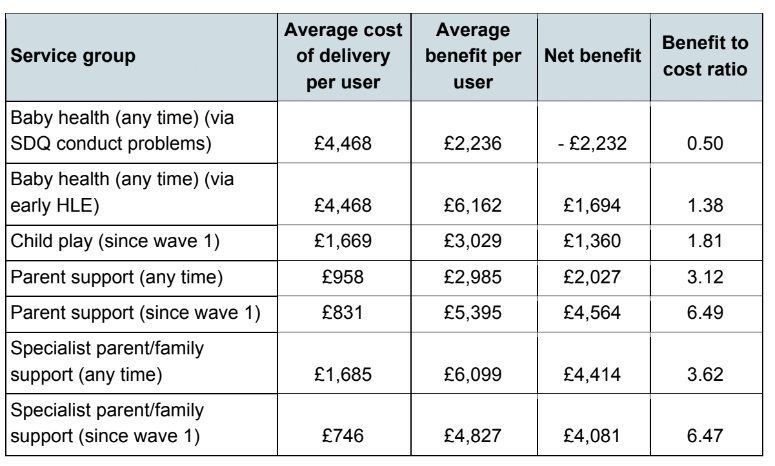 Service group
Average cost
of delivery
per user
Average
benefit per
user
Net benefit
Benefit to
cost ratio
Baby health (any time) (via
SDQ conduct problems) £4,468 £2,236 - £2,232 0.50
Baby health (any time) (via
early HLE) £4,468 £6,162 £1,694 1.38
Child play (since wave 1) £1,669 £3,029 £1,360 1.81
Parent support (any time) £958 £2,985 £2,027 3.12
Parent support (since wave 1) £831 £5,395 £4,564 6.49
Specialist parent/family
support (any time) £1,685 £6,099 £4,414 3.62
Specialist parent/family
support (since wave 1) £746 £4,827 £4,081 6.47